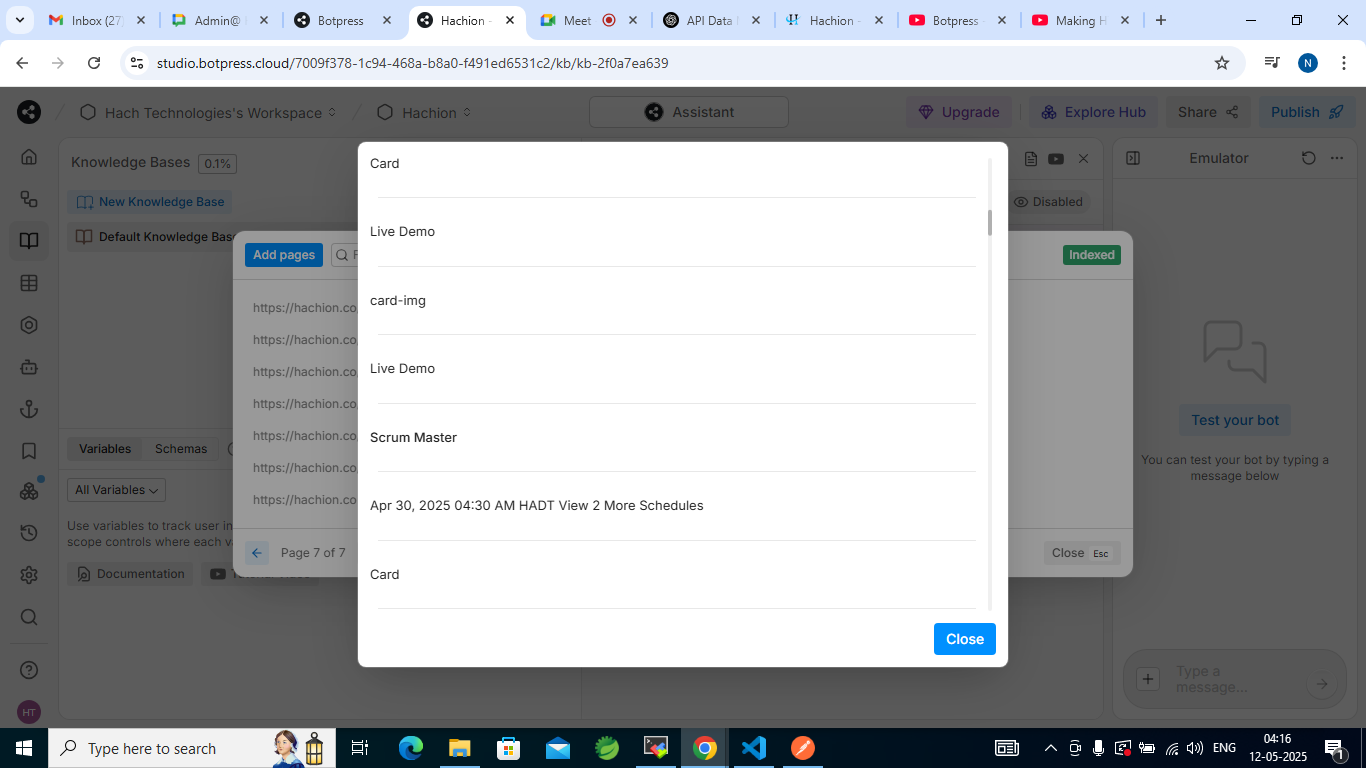 Inbox (27)
Admin@
Botpress
Hachion -
Meet
API Data
Hachion -
Botpress
Making H
studio.botpress.cloud/7009f378-1c94-468a-b8a0-f491ed6531c2/kb/kb-2f0a7ea639
N
Hach Technologies's Workspace
Hachion
Assistant
Upgrade
Explore Hub
Share
Publish
Knowledge Bases 0.1%
New Knowledge Base
Default Knowledge Base
Disabled
Emulator
Add pages
Indexed
https://hachion.co
https://hachion.co
https://hachion.co
https://hachion.co
https://hachion.co
https://hachion.co
https://hachion.co
Page 7 of 7
Close Esc
Card
Live Demo
card-img
Live Demo
Scrum Master
Apr 30, 2025 04:30 AM HADT View 2 More Schedules
Card
Close
Variables
Schemas
All Variables
Use variables to track user in
scope controls where each va
Documentation
Test your bot
You can test your bot by typing a
message below
Type a
message...
HT
Type here to search
ENG
04:16
12-05-2025
1